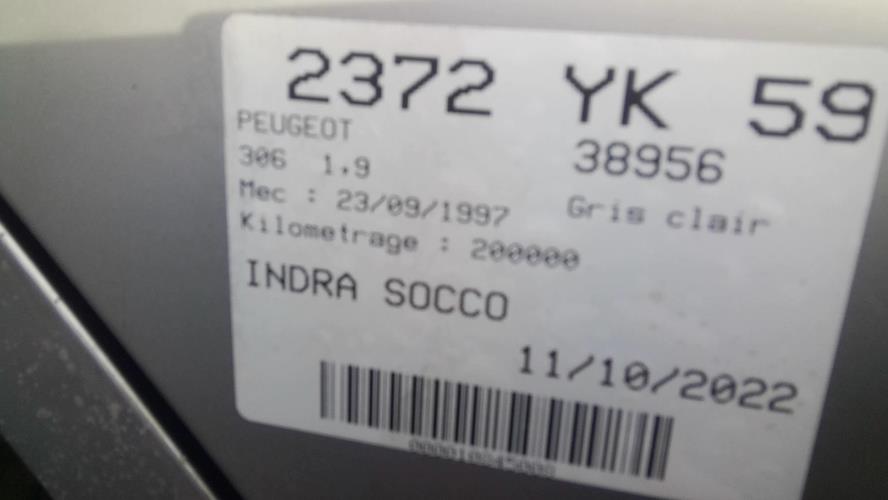 2372 YK 59
PEUGEOT
38956
306 1.9
Mec : 23/09/1997 Gris clair
Kilometrage : 200000
INDRA SOCCO
11/10/2022